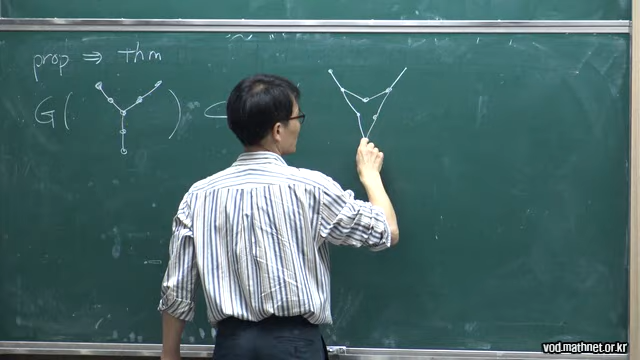 prop ⇒ Thm
G( ) ⊂
vod.mathnet.or.kr